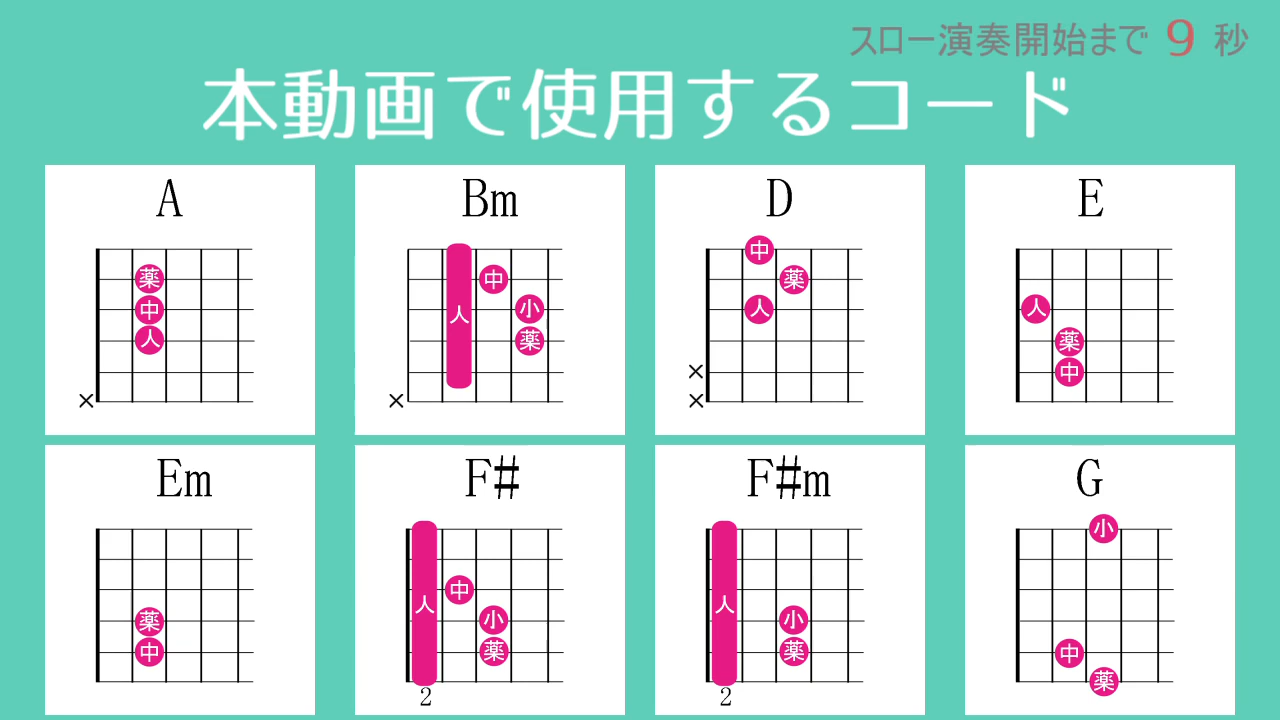 スロー演奏開始まで 9 秒
本動画で使用するコード
A
薬
中
人
×
Bm
中
人
小
薬
×
D
中
薬
人
×
×
E
人
薬
中
Em
薬
中
F#
中
人
小
薬
2
F#m
人
小
薬
2
G
小
中
薬